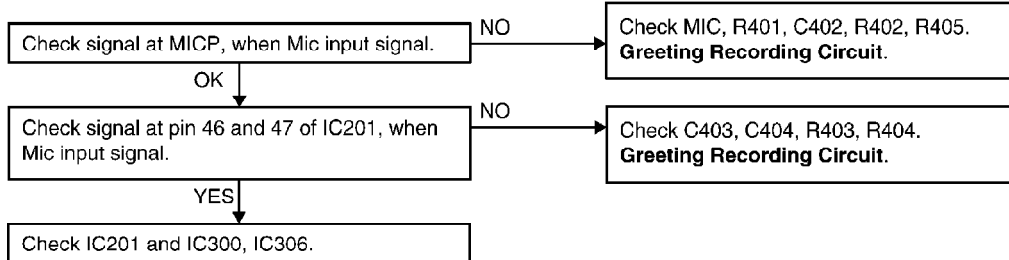 Check signal at MICP, when Mic input signal.
NO
Check MIC, R401, C402, R402, R405.
Greeting Recording Circuit.
OK
Check signal at pin 46 and 47 of IC201, when
Mic input signal.
NO
Check C403, C404, R403, R404.
Greeting Recording Circuit.
YES
Check IC201 and IC300, IC306.